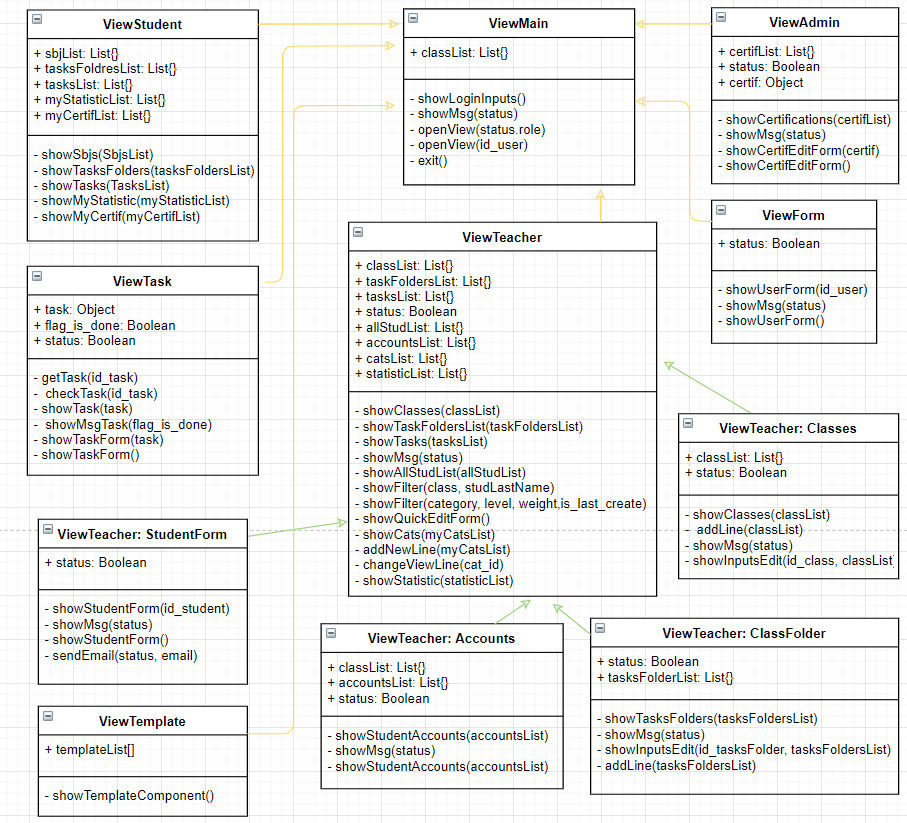 ViewStudent
+ sbjList: List{}
+ tasksFoldresList: List{}
+ tasksList: List{}
+ myStatisticList: List{}
+ myCertifList: List{}
- showSbjs(SbjsList)
- showTasksFolders(tasksFoldersList)
- showTasks(TasksList)
- showMyStatistic(myStatisticList)
- showMyCertif(myCertifList)
ViewMain
+ classList: List{}
- showLoginInputs()
- showMsg(status)
- openView(status.role)
- openView(id_user)
- exit()
ViewAdmin
+ certifList: List{}
+ status: Boolean
+ certif: Object
- showCertifications(certifList)
- showMsg(status)
- showCertifEditForm(certif)
- showCertifEditForm()
ViewForm
+ status: Boolean
- showUserForm(id_user)
- showMsg(status)
- showUserForm()
ViewTask
+ task: Object
+ flag_is_done: Boolean
+ status: Boolean
- getTask(id_task)
- checkTask(id_task)
- showTask(task)
- showMsgTask(flag_is_done)
- showTaskForm(task)
- showTaskForm()
ViewTeacher
+ classList: List{}
+ taskFoldersList: List{}
+ tasksList: List{}
+ status: Boolean
+ allStudList: List{}
+ accountsList: List{}
+ catsList: List{}
+ statisticList: List{}
- showClasses(classList)
- showTaskFoldersList(taskFoldersList)
- showTasks(tasksList)
- showMsg(status)
- showAllStudList(allStudList)
- showFilter(class, studLastName)
- showFilter(category, level, weight,is_last_create)
- showQuickEditForm()
- showCats(myCatsList)
- addNewLine(myCatsList)
- changeViewLine(cat_id)
- showStatistic(statisticList)
ViewTeacher: Classes
+ classList: List{}
+ status: Boolean
- showClasses(classList)
- addLine(classList)
- showMsg(status)
- showInputsEdit(id_class, classList)
ViewTeacher: StudentForm
+ status: Boolean
- showStudentForm(id_student)
- showMsg(status)
- showStudentForm()
- sendEmail(status, email)
ViewTeacher: Accounts
+ classList: List{}
+ accountsList: List{}
+ status: Boolean
- showStudentAccounts(accountsList)
- showMsg(status)
- showStudentAccounts(accountsList)
ViewTeacher: ClassFolder
+ status: Boolean
+ tasksFolderList: List{}
- showTasksFolders(tasksFoldersList)
- showMsg(status)
- showInputsEdit(id_tasksFolder, tasksFoldersList)
- addLine(tasksFoldersList)
ViewTemplate
+ templateList[]
- showTemplateComponent()